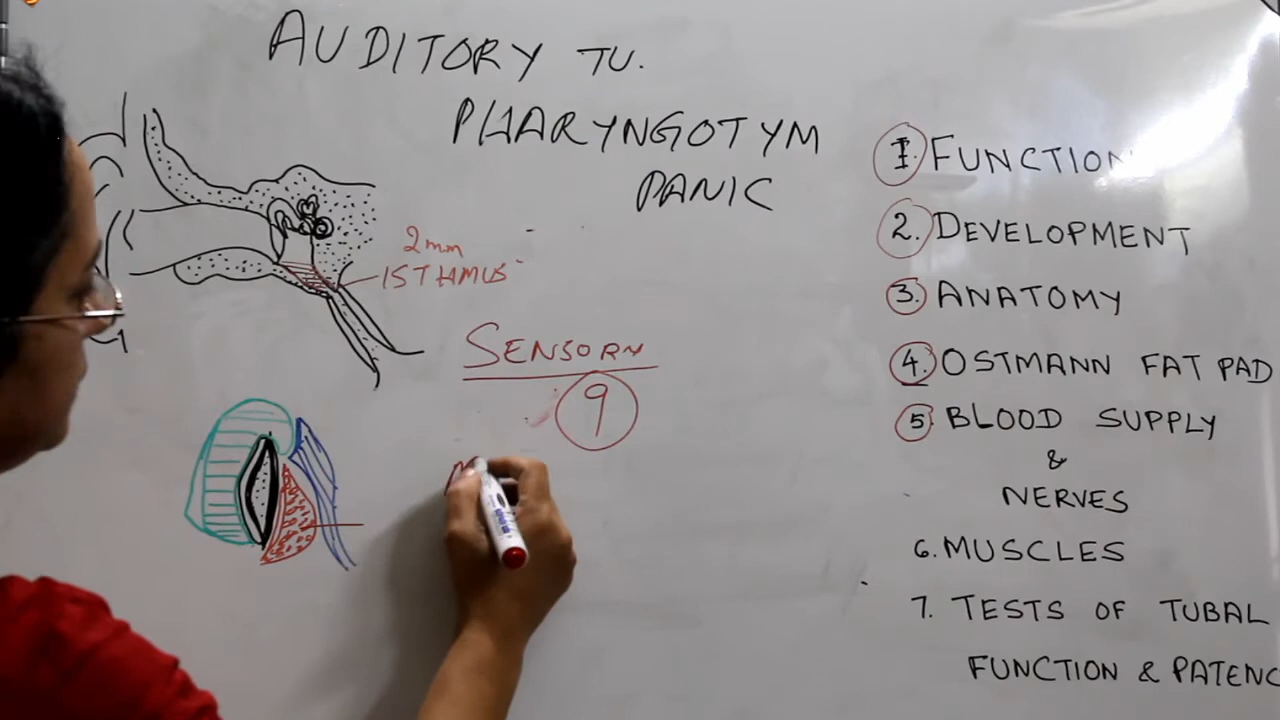 AUDITORY TU.
PHARYNGOTYM
PANIC
2mm
ISTHMUS
SENSORY
9
1. FUNCTION
2. DEVELOPMENT
3. ANATOMY
4. OSTMANN FAT PAD
5 BLOOD SUPPLY
&
NERVES
6. MUSCLES
7. TESTS OF TUBAL
FUNCTION & PATENC